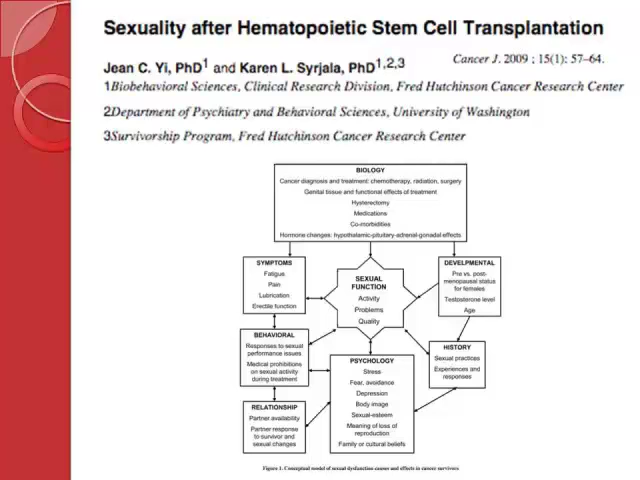 Sexuality after Hematopoietic Stem Cell Transplantation
Jean C. Yi, PhD1 and Karen L. Syrjala, PhD1,2,3
Cancer J. 2009 ; 15(1): 57–64.
1Biobehavioral Sciences, Clinical Research Division, Fred Hutchinson Cancer Research Center
2Department of Psychiatry and Behavioral Sciences, University of Washington
3Survivorship Program, Fred Hutchinson Cancer Research Center
BIOLOGY
Cancer diagnosis and treatment: chemotherapy, radiation, surgery
Genital tissue and functional effects of treatment
Hysterectomy
Medications
Co-morbidities
Hormone changes: hypothalamic-pituitary-adrenal-gonadal effects
SYMPTOMS
Fatigue
Pain
Lubrication
Erectile function
SEXUAL
FUNCTION
Activity
Problems
Quality
DEVELPMENTAL
Pre vs. post-
menopausal status
for females
Testosterone level
Age
BEHAVIORAL
Responses to sexual
performance issues
Medical prohibitions
on sexual activity
during treatment
HISTORY
Sexual practices
Experiences and
responses
PSYCHOLOGY
Stress
Fear, avoidance
Depression
Body image
Sexual-esteem
Meaning of loss of
reproduction
Family or cultural beliefs
RELATIONSHIP
Partner availability
Partner response
to survivor and
sexual changes
Figure 1. Conceptual model of sexual dysfunction causes and effects in cancer survivors